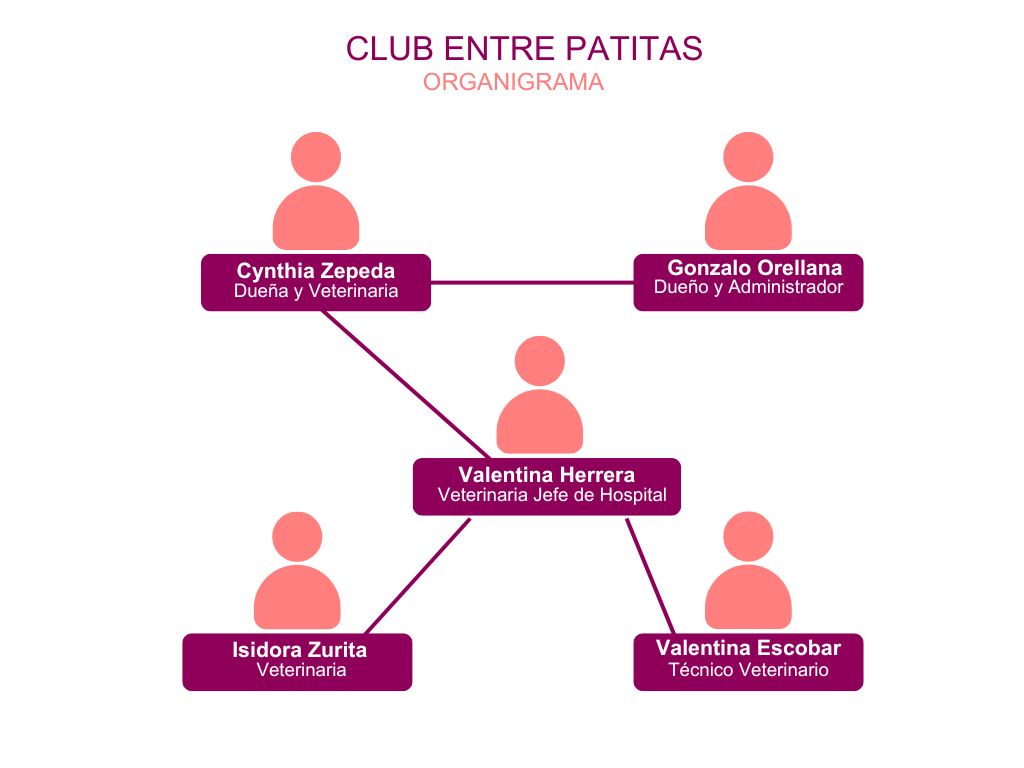 CLUB ENTRE PATITAS
ORGANIGRAMA
Cynthia Zepeda
Dueña y Veterinaria
Gonzalo Orellana
Dueño y Administrador
Valentina Herrera
Veterinaria Jefe de Hospital
Isidora Zurita
Veterinaria
Valentina Escobar
Técnico Veterinario